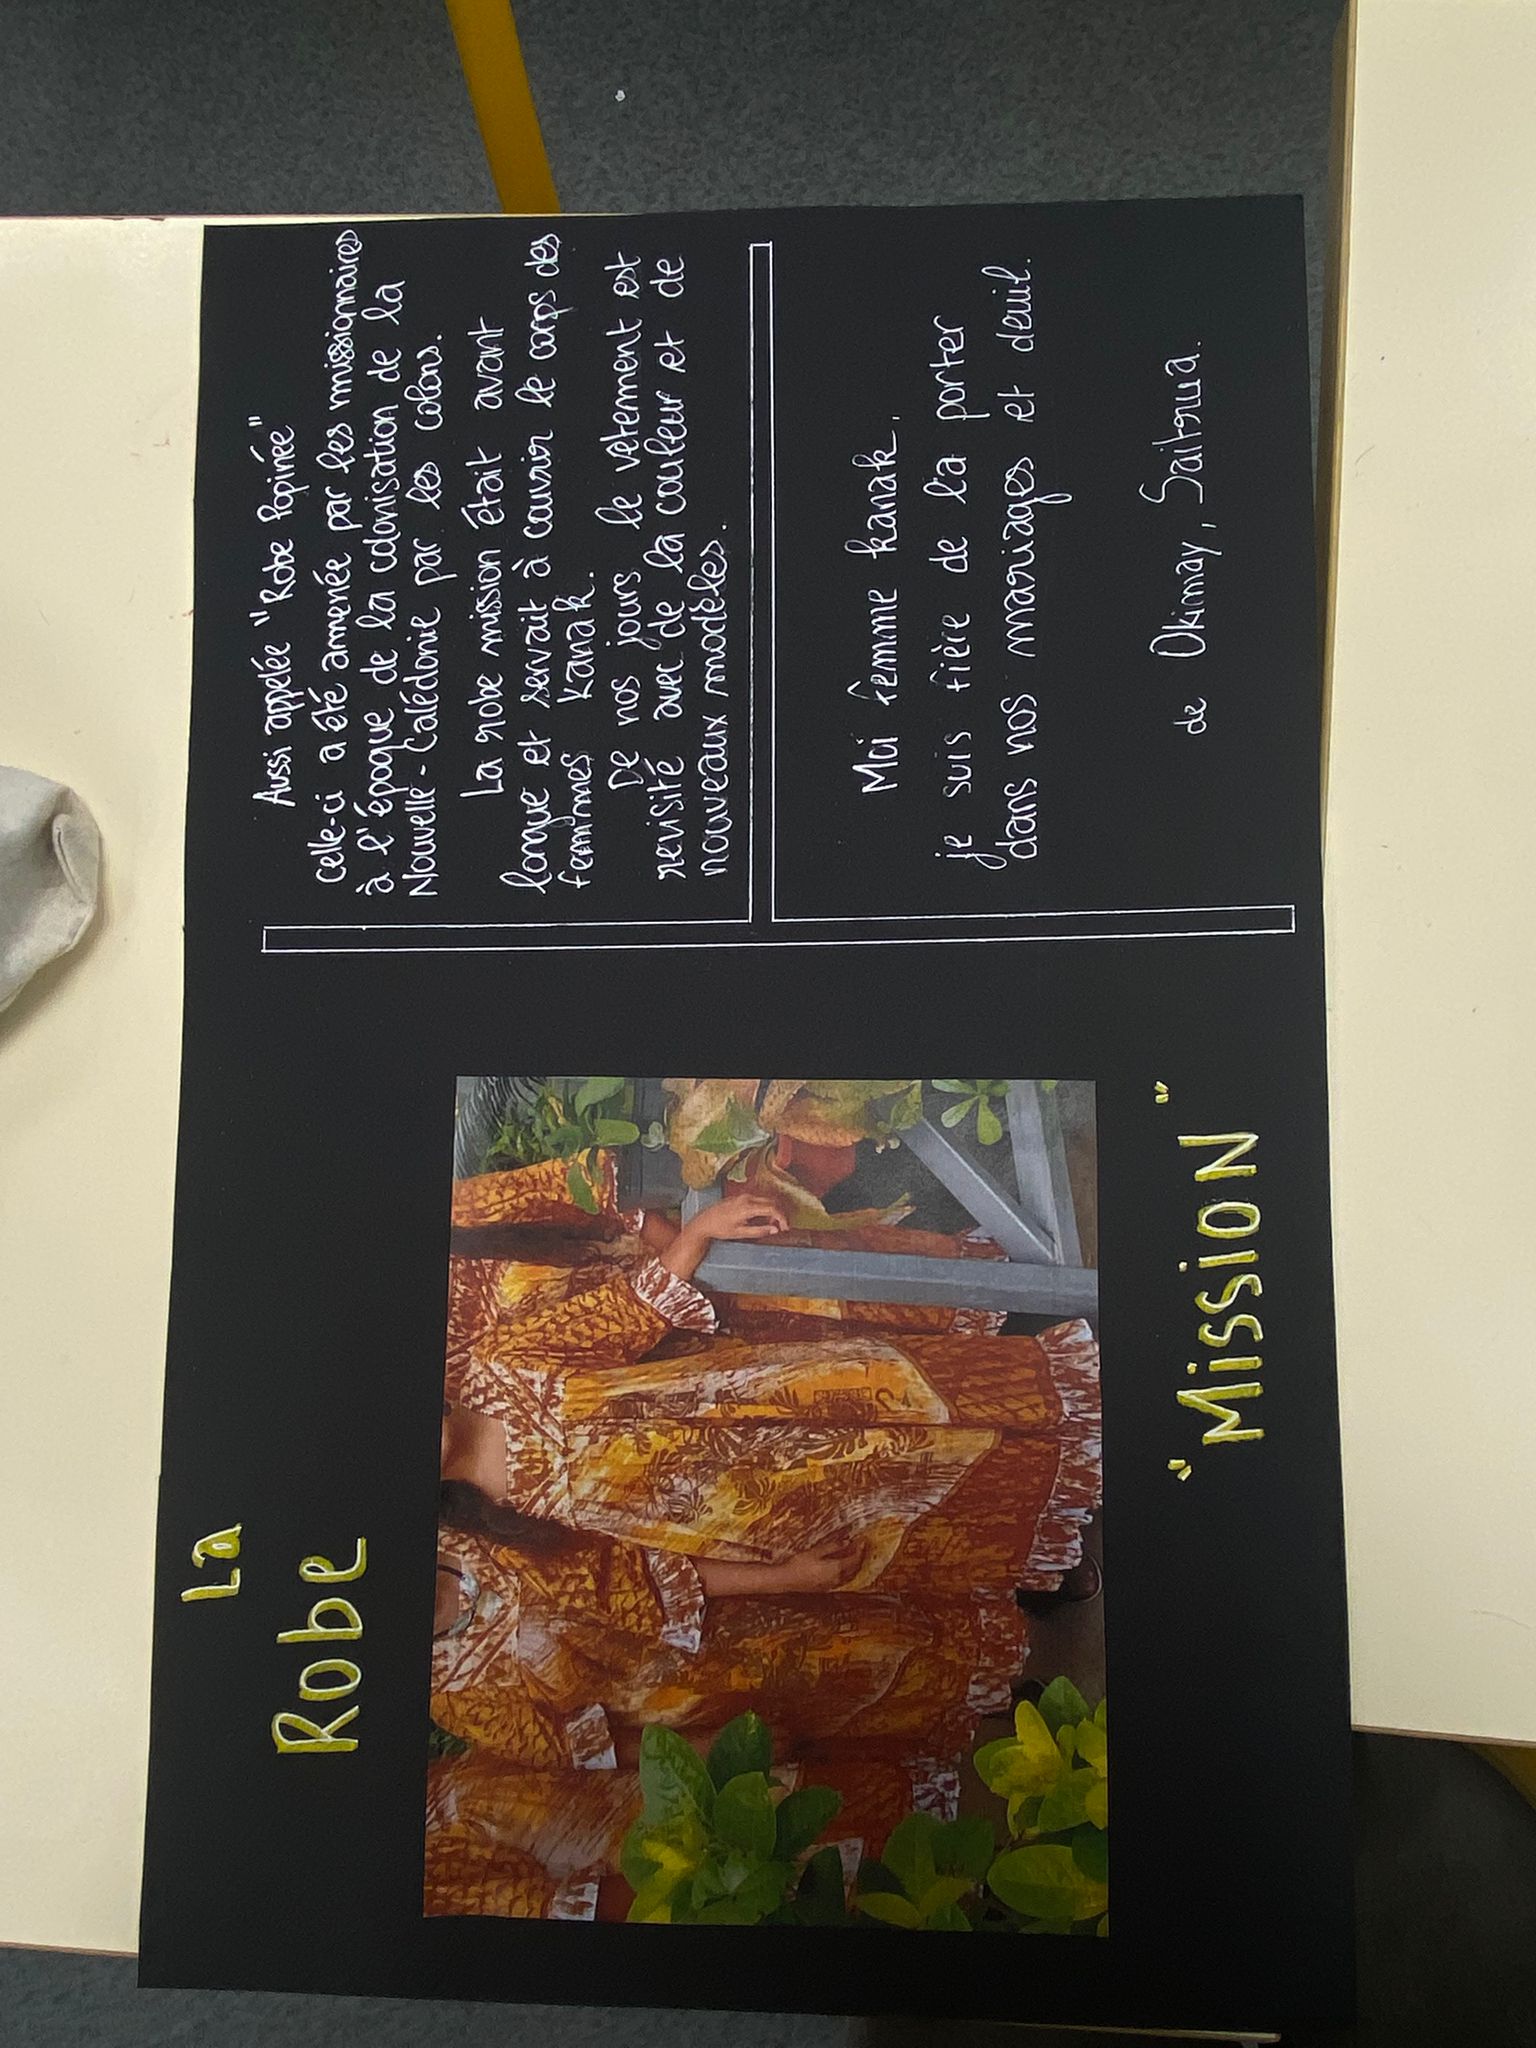 La
Robe
"Mission"
Aussi appelée "Robe Popinée"
celle-ci a été amenée par les missionnaires
à l'époque de la colonisation de la
Nouvelle-Calédonie par les colons.
La robe mission était avant
longue et servait à couvrir le corps des
femmes kanak.
De nos jours le vêtement est
revisité avec de la couleur et de
nouveaux modèles.
Moi femme kanak,
je suis fière de la porter
dans nos mariages et deuil.
de Okimay, Saitrua.